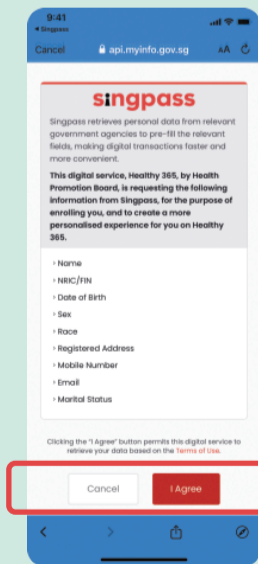 9:41
◂ Singpass
Cancel api.myinfo.gov.sg AA
singpass
Singpass retrieves personal data from relevant
government agencies to pre-fill the relevant
fields, making digital transactions faster and
more convenient.
This digital service, Healthy 365, by Health
Promotion Board, is requesting the following
information from Singpass, for the purpose of
enrolling you, and to create a more
personalised experience for you on Healthy
365.
› Name
› NRIC/FIN
› Date of Birth
› Sex
› Race
› Registered Address
› Mobile Number
› Email
› Marital Status
Clicking the "I Agree" button permits this digital service to
retrieve your data based on the Terms of Use.
Cancel I Agree